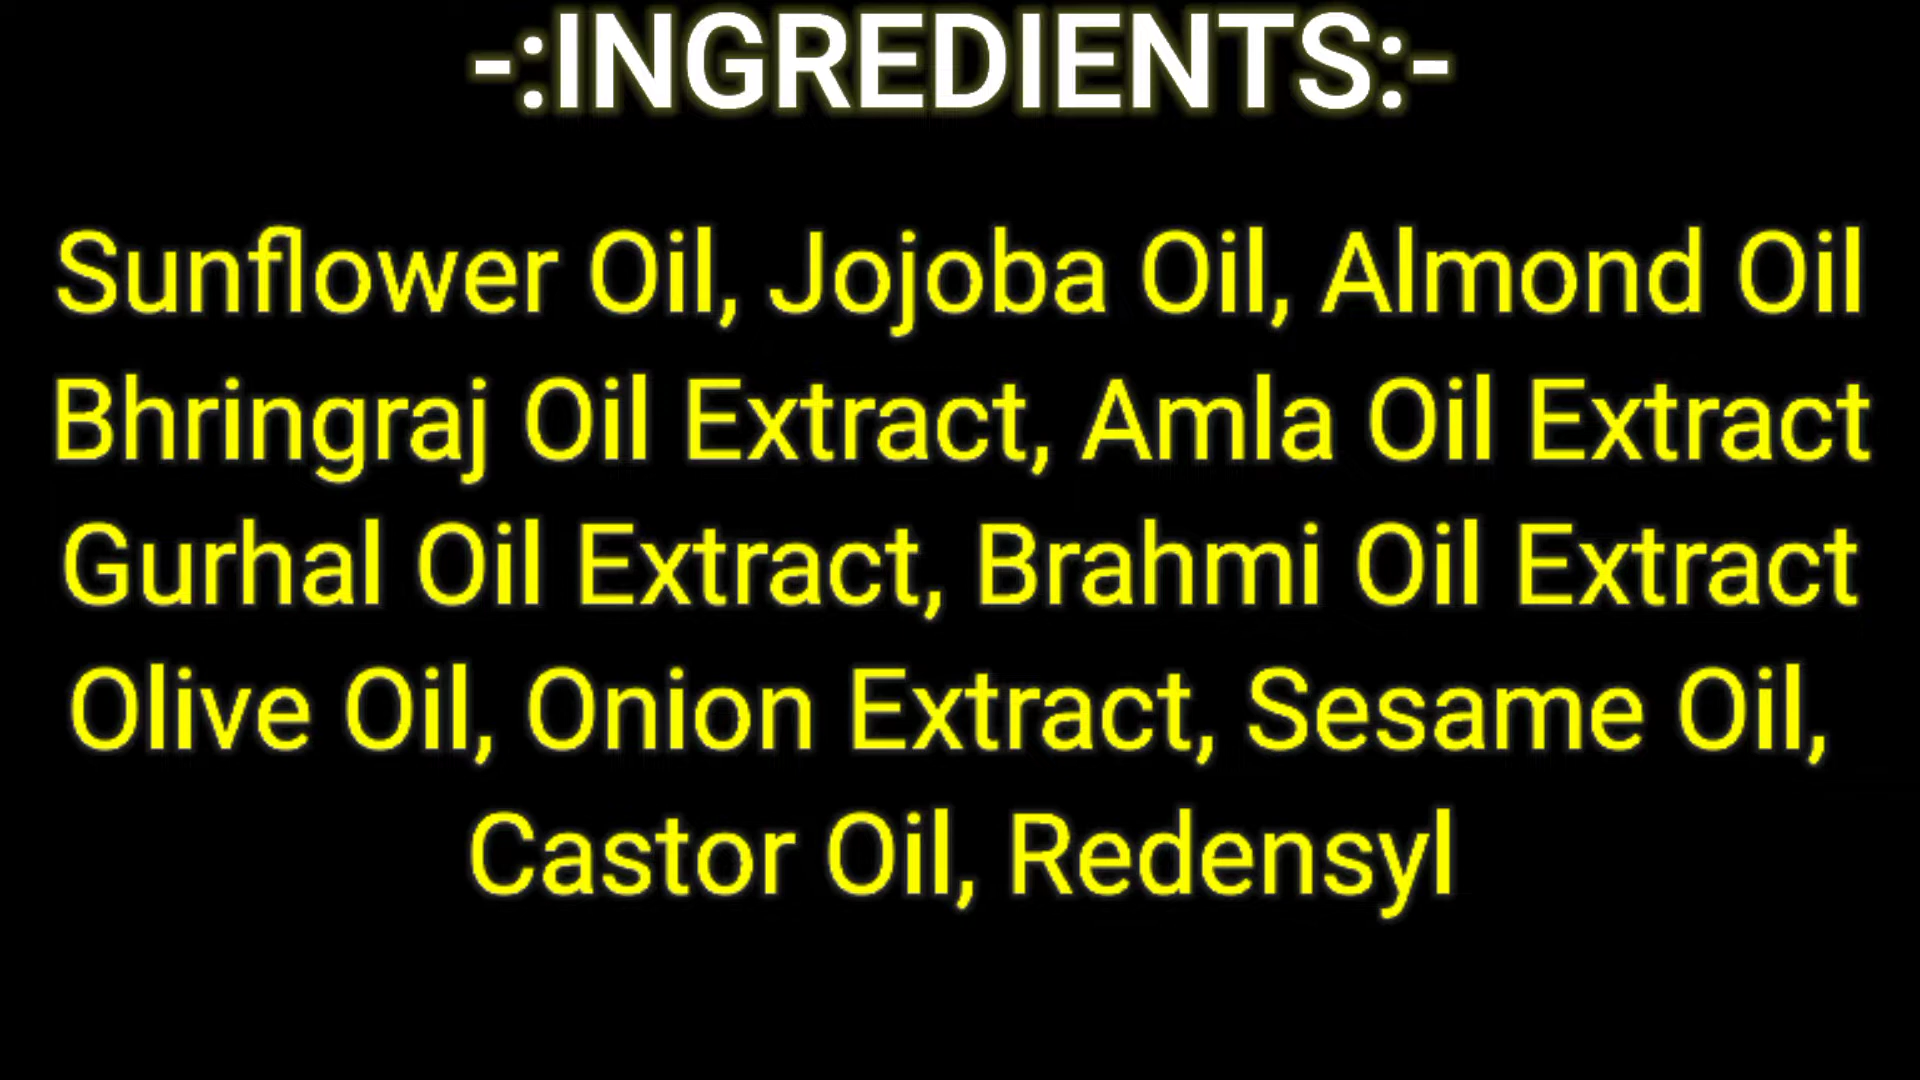 -:INGREDIENTS:-
Sunflower Oil, Jojoba Oil, Almond Oil
Bhringraj Oil Extract, Amla Oil Extract
Gurhal Oil Extract, Brahmi Oil Extract
Olive Oil, Onion Extract, Sesame Oil,
Castor Oil, Redensyl